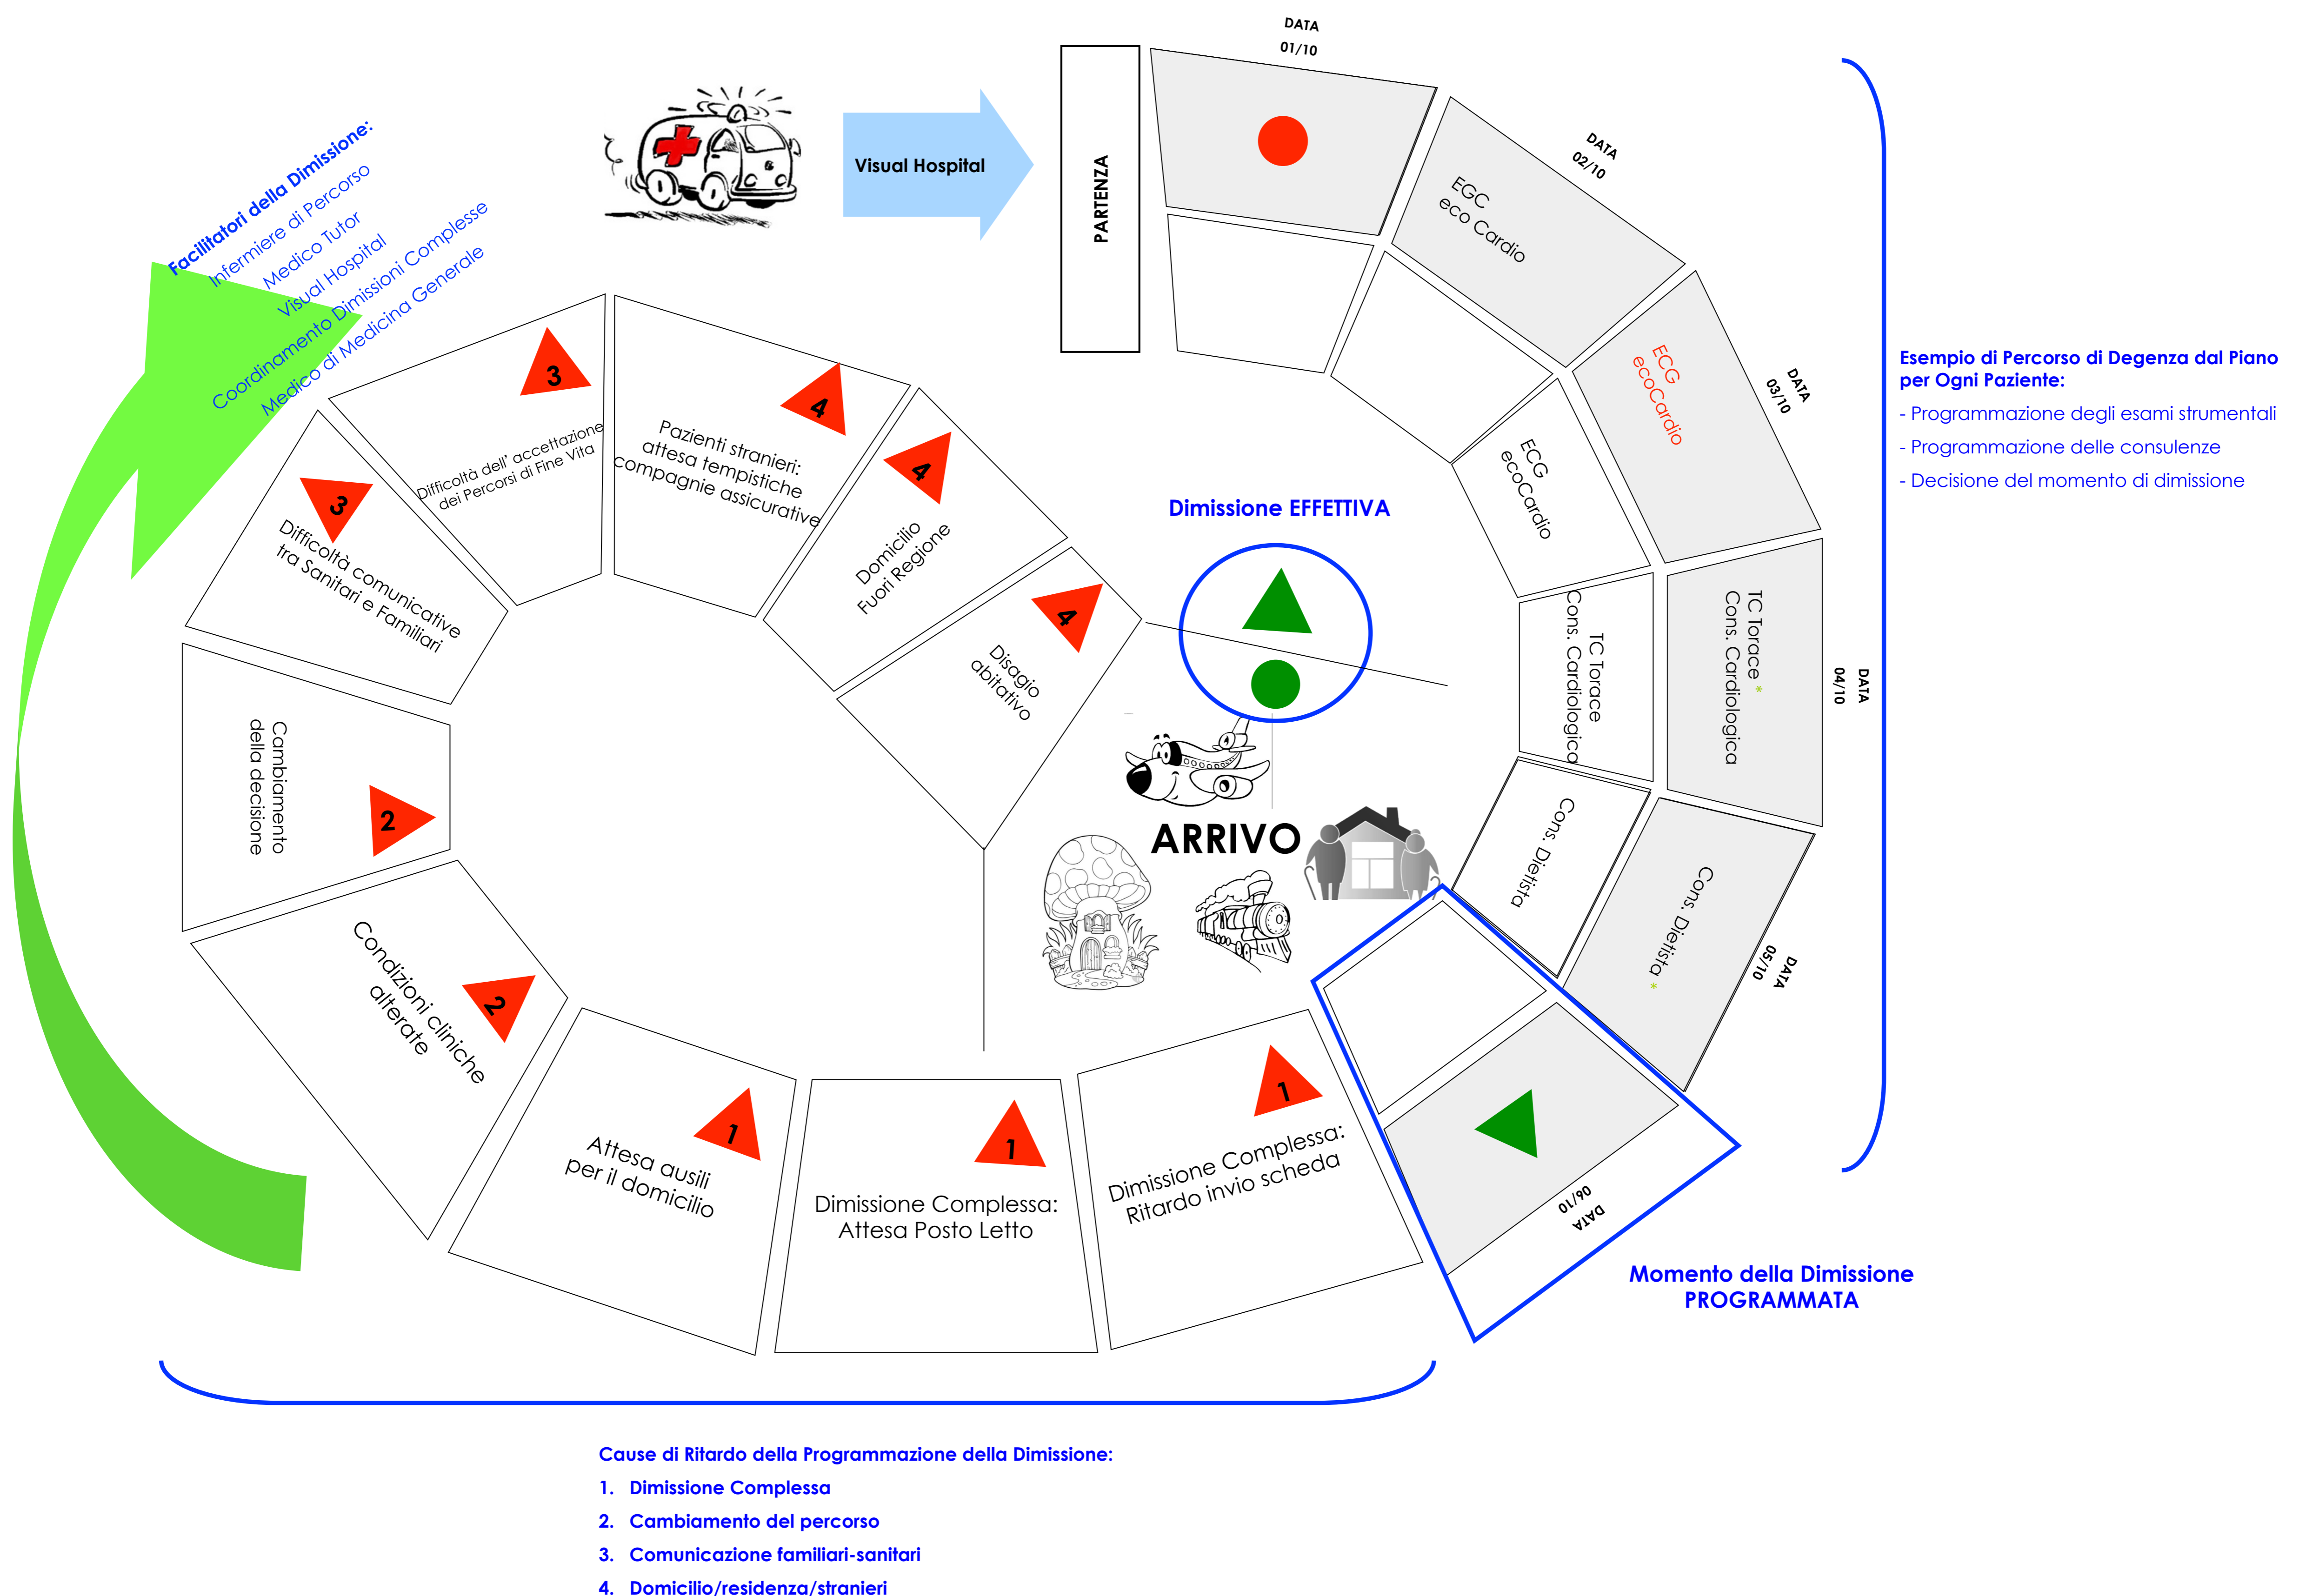 Visual Hospital
PARTENZA
DATA
01/10
DATA
02/10
EGC
eco Cardio
DATA
03/10
ECG
ecoCardio
ECG
ecoCardio
DATA
04/10
TC Torace *
Cons. Cardiologica
TC Torace
Cons. Cardiologica
DATA
05/10
Cons. Dietista *
Cons. Dietista
DATA
06/10
Esempio di Percorso di Degenza dal Piano
per Ogni Paziente:
- Programmazione degli esami strumentali
- Programmazione delle consulenze
- Decisione del momento di dimissione
Momento della Dimissione
PROGRAMMATA
1
Dimissione Complessa:
Ritardo invio scheda
1
Dimissione Complessa:
Attesa Posto Letto
1
Attesa ausili
per il domicilio
2
Condizioni cliniche
alterate
2
Cambiamento
della decisione
3
Difficoltà comunicative
tra Sanitari e Familiari
3
Difficoltà dell' accettazione
dei Percorsi di Fine Vita
4
Pazienti stranieri:
attesa tempistiche
compagnie assicurative
4
Domicilio
Fuori Regione
4
Disagio
abitativo
Dimissione EFFETTIVA
ARRIVO
Facilitatori della Dimissione:
Infermiere di Percorso
Medico Tutor
Visual Hospital
Coordinamento Dimissioni Complesse
Medico di Medicina Generale
Cause di Ritardo della Programmazione della Dimissione:
1. Dimissione Complessa
2. Cambiamento del percorso
3. Comunicazione familiari-sanitari
4. Domicilio/residenza/stranieri